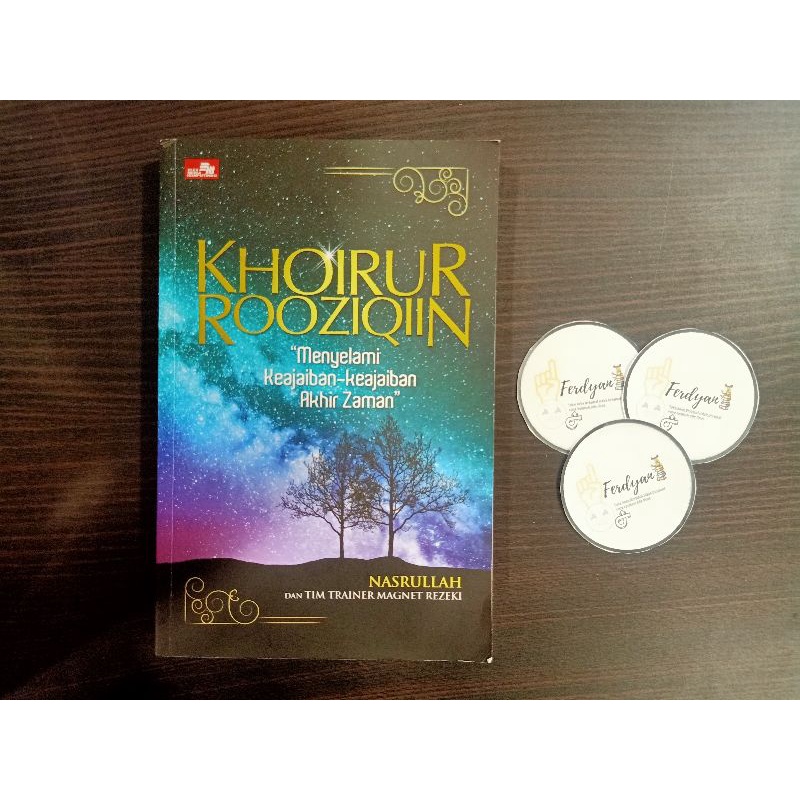 KHOIRUR
ROOZIQIIN
"Menyelami
Keajaiban-keajaiban
Akhir Zaman"
NASRULLAH
DAN TIM TRAINER MAGNET REZEKI
Ferdyan
Ferdyan
Ferdyan